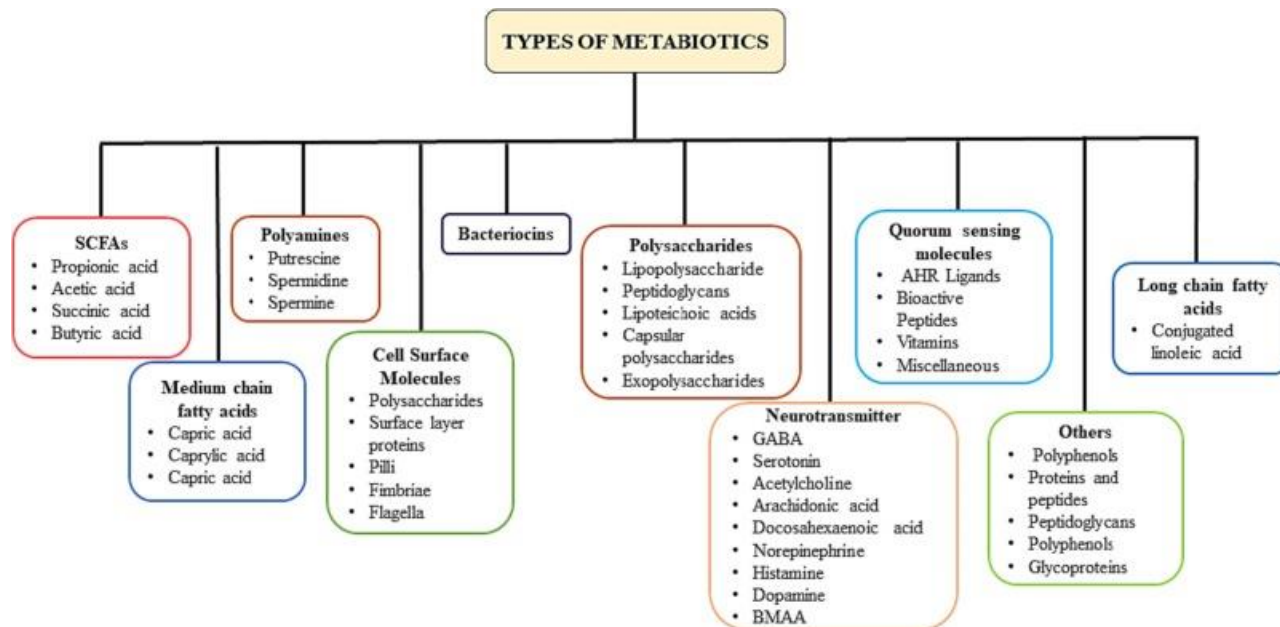 TYPES OF METABIOTICS
SCFAs
• Propionic acid
• Acetic acid
• Succinic acid
• Butyric acid
Medium chain
fatty acids
• Capric acid
• Caprylic acid
• Capric acid
Polyamines
• Putrescine
• Spermidine
• Spermine
Cell Surface
Molecules
• Polysaccharides
• Surface layer
proteins
• Pilli
• Fimbriae
• Flagella
Bacteriocins
Polysaccharides
• Lipopolysaccharide
• Peptidoglycans
• Lipoteichoic acids
• Capsular
polysaccharides
• Exopolysaccharides
Neurotransmitter
• GABA
• Serotonin
• Acetylcholine
• Arachidonic acid
• Docosahexaenoic acid
• Norepinephrine
• Histamine
• Dopamine
• BMAA
Quorum sensing
molecules
• AHR Ligands
• Bioactive
Peptides
• Vitamins
• Miscellaneous
Others
• Polyphenols
• Proteins and
peptides
• Peptidoglycans
• Polyphenols
• Glycoproteins
Long chain fatty
acids
• Conjugated
linoleic acid